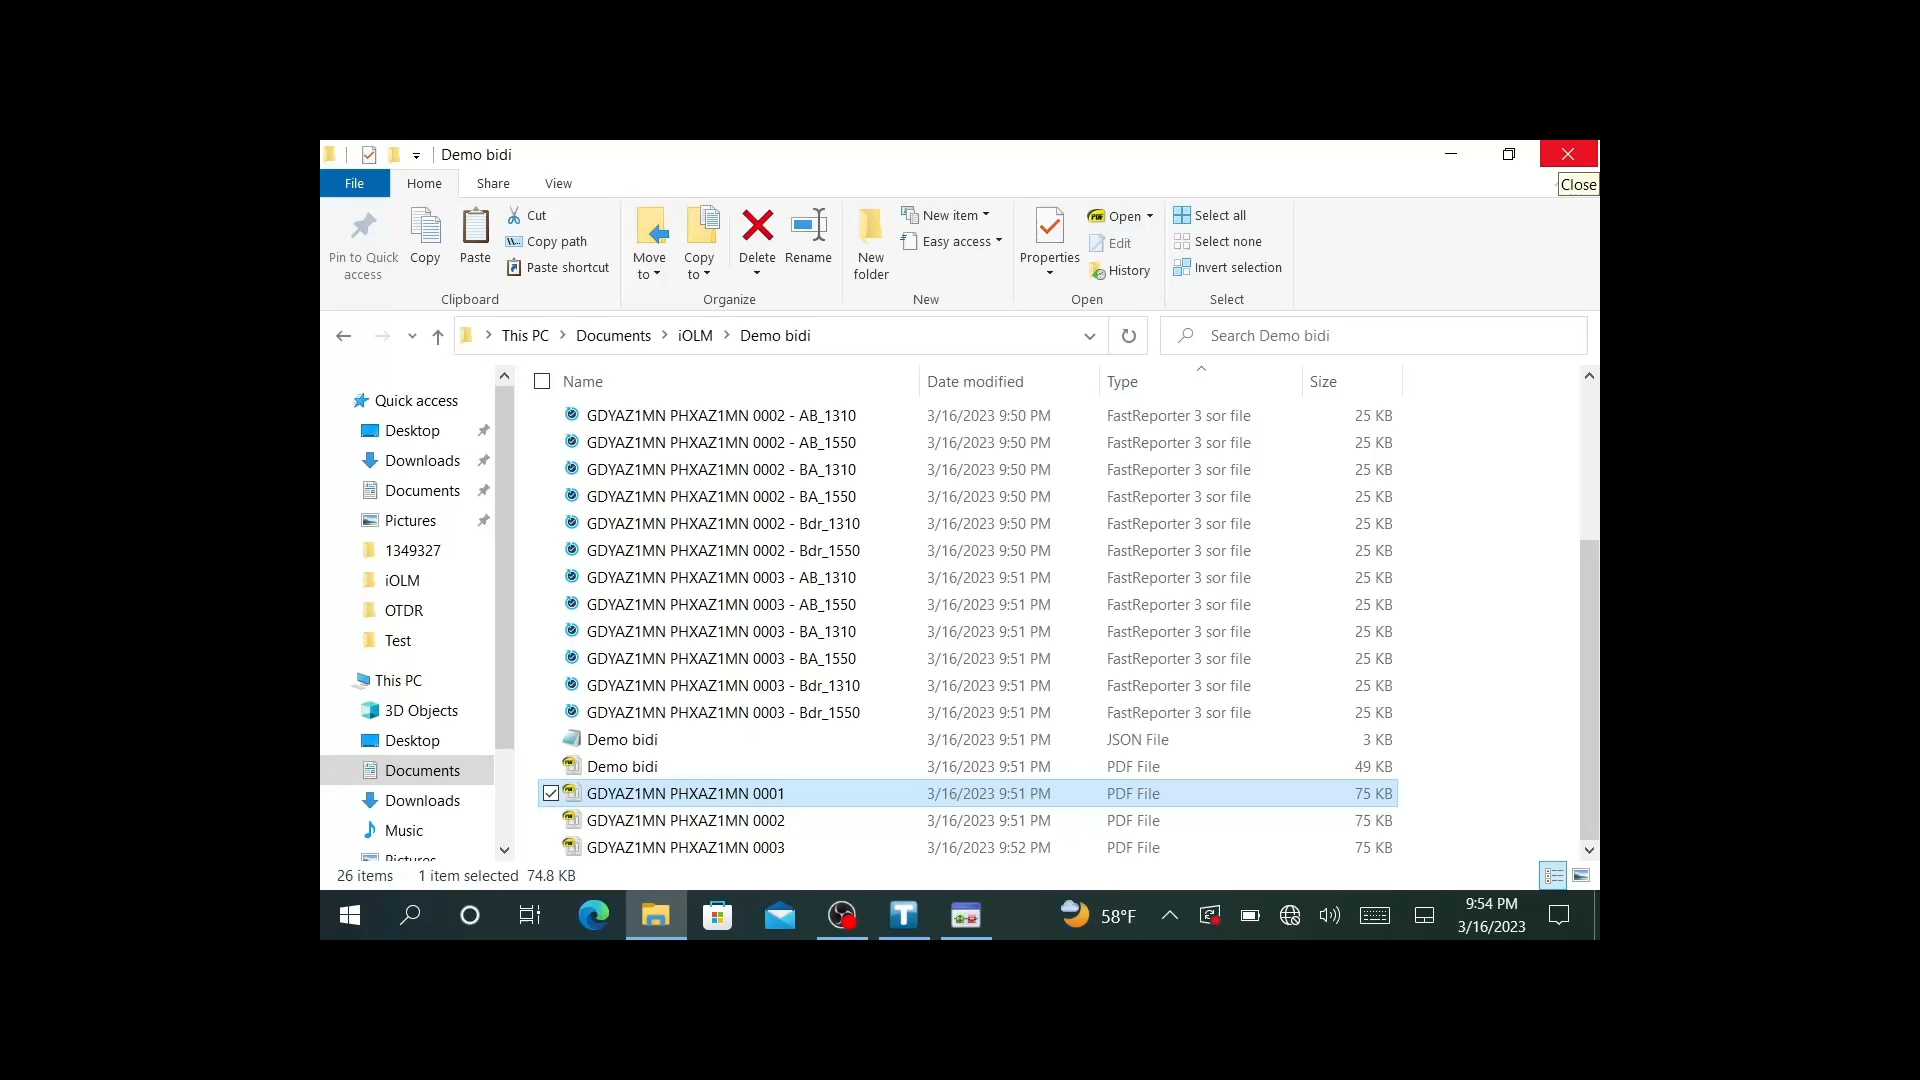 Demo bidi
Close
File Home Share View
Pin to Quick access
Copy
Paste
Cut
Copy path
Paste shortcut
Clipboard
Move to
Copy to
Delete
Rename
Organize
New folder
New item
Easy access
New
Properties
Open
Edit
History
Open
Select all
Select none
Invert selection
Select
This PC Documents iOLM Demo bidi
Search Demo bidi
Quick access
Desktop
Downloads
Documents
Pictures
1349327
iOLM
OTDR
Test
This PC
3D Objects
Desktop
Documents
Downloads
Music
Pictures
Name Date modified Type Size
GDYAZ1MN PHXAZ1MN 0002 - AB_1310 3/16/2023 9:50 PM FastReporter 3 sor file 25 KB
GDYAZ1MN PHXAZ1MN 0002 - AB_1550 3/16/2023 9:50 PM FastReporter 3 sor file 25 KB
GDYAZ1MN PHXAZ1MN 0002 - BA_1310 3/16/2023 9:50 PM FastReporter 3 sor file 25 KB
GDYAZ1MN PHXAZ1MN 0002 - BA_1550 3/16/2023 9:50 PM FastReporter 3 sor file 25 KB
GDYAZ1MN PHXAZ1MN 0002 - Bdr_1310 3/16/2023 9:50 PM FastReporter 3 sor file 25 KB
GDYAZ1MN PHXAZ1MN 0002 - Bdr_1550 3/16/2023 9:50 PM FastReporter 3 sor file 25 KB
GDYAZ1MN PHXAZ1MN 0003 - AB_1310 3/16/2023 9:51 PM FastReporter 3 sor file 25 KB
GDYAZ1MN PHXAZ1MN 0003 - AB_1550 3/16/2023 9:51 PM FastReporter 3 sor file 25 KB
GDYAZ1MN PHXAZ1MN 0003 - BA_1310 3/16/2023 9:51 PM FastReporter 3 sor file 25 KB
GDYAZ1MN PHXAZ1MN 0003 - BA_1550 3/16/2023 9:51 PM FastReporter 3 sor file 25 KB
GDYAZ1MN PHXAZ1MN 0003 - Bdr_1310 3/16/2023 9:51 PM FastReporter 3 sor file 25 KB
GDYAZ1MN PHXAZ1MN 0003 - Bdr_1550 3/16/2023 9:51 PM FastReporter 3 sor file 25 KB
Demo bidi 3/16/2023 9:51 PM JSON File 3 KB
Demo bidi 3/16/2023 9:51 PM PDF File 49 KB
GDYAZ1MN PHXAZ1MN 0001 3/16/2023 9:51 PM PDF File 75 KB
GDYAZ1MN PHXAZ1MN 0002 3/16/2023 9:51 PM PDF File 75 KB
GDYAZ1MN PHXAZ1MN 0003 3/16/2023 9:52 PM PDF File 75 KB
26 items 1 item selected 74.8 KB
58°F
9:54 PM
3/16/2023